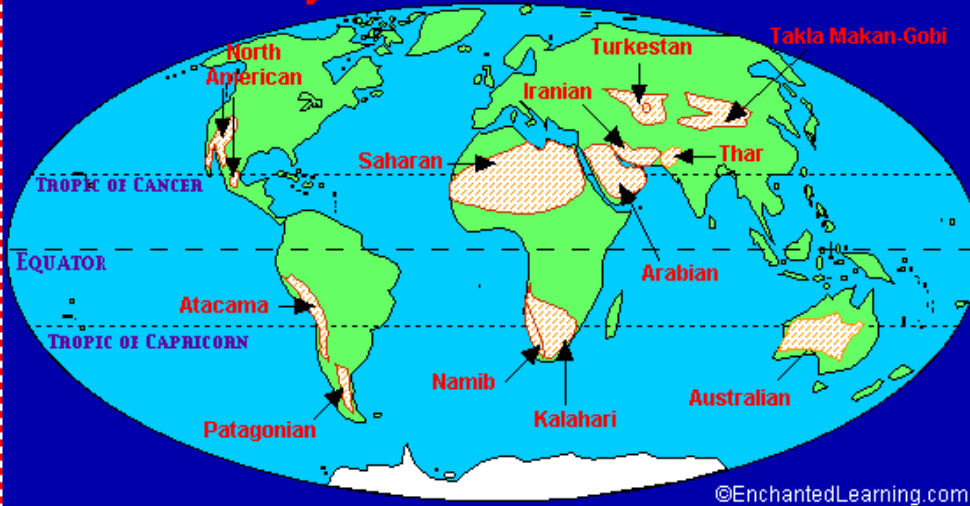 North
American
Turkestan
Takla Makan-Gobi
Iranian
Saharan
Thar
TROPIC OF CANCER
EQUATOR
Arabian
Atacama
TROPIC OF CAPRICORN
Namib
Kalahari
Australian
Patagonian
©EnchantedLearning.com